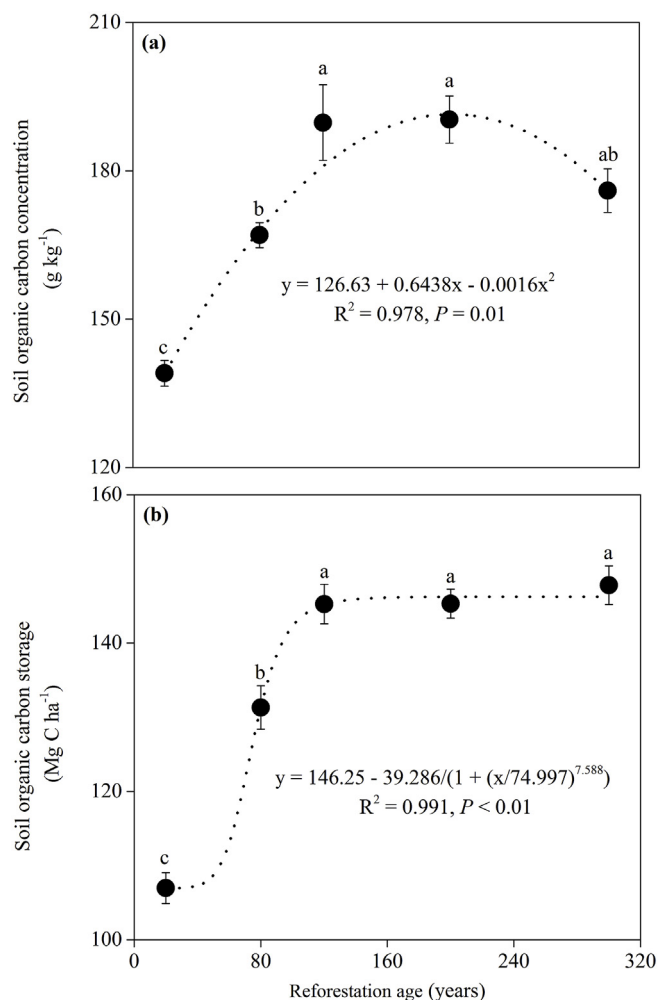 210
(a)
a
a
180
ab
b
Soil organic carbon concentration
(g kg⁻¹)
y = 126.63 + 0.6438x - 0.0016x²
R² = 0.978, P = 0.01
150
c
120
160
(b)
a
a
a
140
b
Soil organic carbon storage
(Mg C ha⁻¹)
120
y = 146.25 - 39.286/(1 + (x/74.997)⁷·⁵⁸⁸)
R² = 0.991, P < 0.01
c
100
0 80 160 240 320
Reforestation age (years)